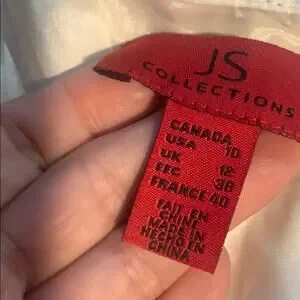 JS
COLLECTIONS
CANADA
USA 10
UK 12
EEC 38
FRANCE 40
FAIT EN
CHINE
MADE IN
CHINA
HECHO EN
CHINA